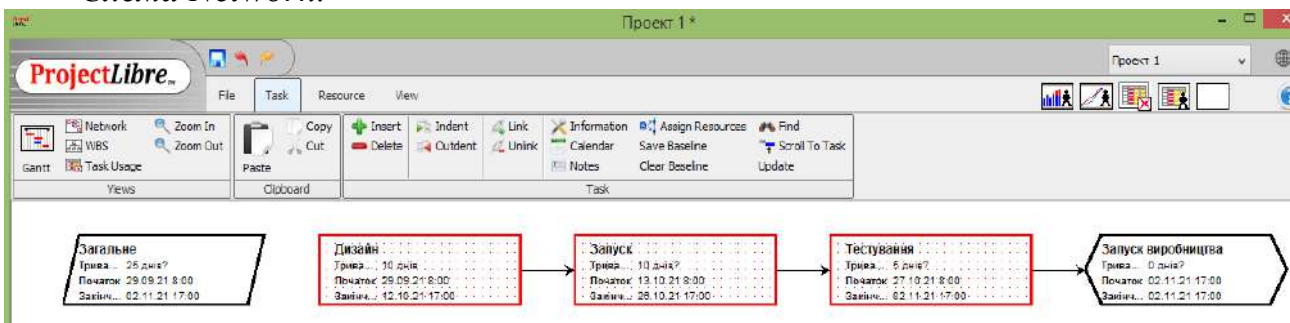 Схема Network:
Проект 1 *
ProjectLibre
Проект 1
File Task Resource View
Network Zoom In Copy Insert Indent Link Information Assign Resources Find
WBS Zoom Out Cut Delete Outdent Unlink Calendar Save Baseline Scroll To Task
Gantt Task Usage Paste Notes Clear Baseline Update
Views Clipboard Task
Загальне
Трива... 25 днів?
Початок 29.09.21 8:00
Закінч... 02.11.21 17:00
Дизайн
Трива... 10 днів
Початок 29.09.21 8:00
Закінч... 12.10.21 17:00
Запуск
Трива... 10 днів?
Початок 13.10.21 8:00
Закінч... 26.10.21 17:00
Тестування
Трива... 5 днів?
Початок 27.10.21 8:00
Закінч... 02.11.21 17:00
Запуск виробництва
Трива... 0 днів?
Початок 02.11.21 17:00
Закінч... 02.11.21 17:00